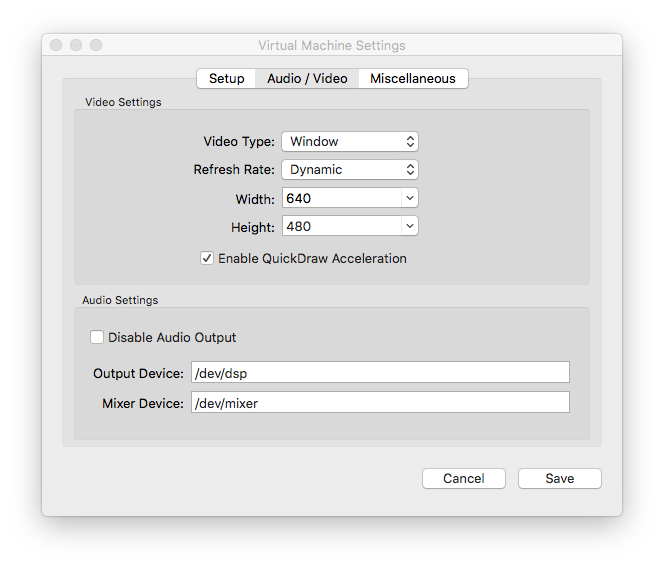 Virtual Machine Settings
Setup Audio / Video Miscellaneous
Video Settings
Video Type: Window
Refresh Rate: Dynamic
Width: 640
Height: 480
Enable QuickDraw Acceleration
Audio Settings
Disable Audio Output
Output Device: /dev/dsp
Mixer Device: /dev/mixer
Cancel Save